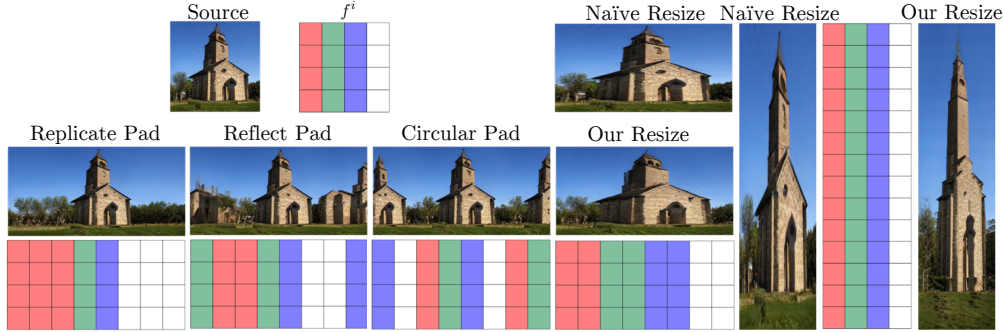 Source
f^i
Naïve Resize
Naïve Resize
Our Resize
Replicate Pad
Reflect Pad
Circular Pad
Our Resize